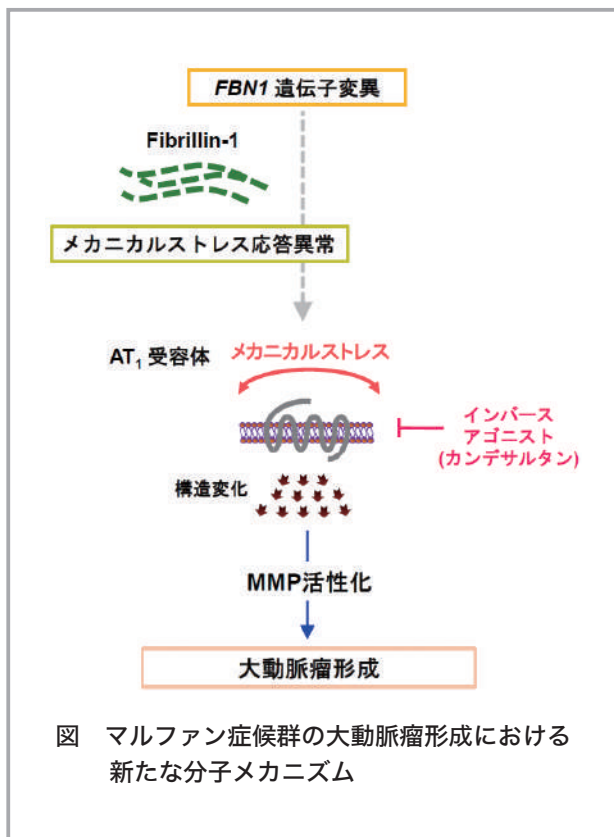 FBN1 遺伝子変異
Fibrillin-1
メカニカルストレス応答異常
AT1 受容体
メカニカルストレス
インバース
アゴニスト
(カンデサルタン)
構造変化
MMP活性化
大動脈瘤形成
図 マルファン症候群の大動脈瘤形成における
新たな分子メカニズム